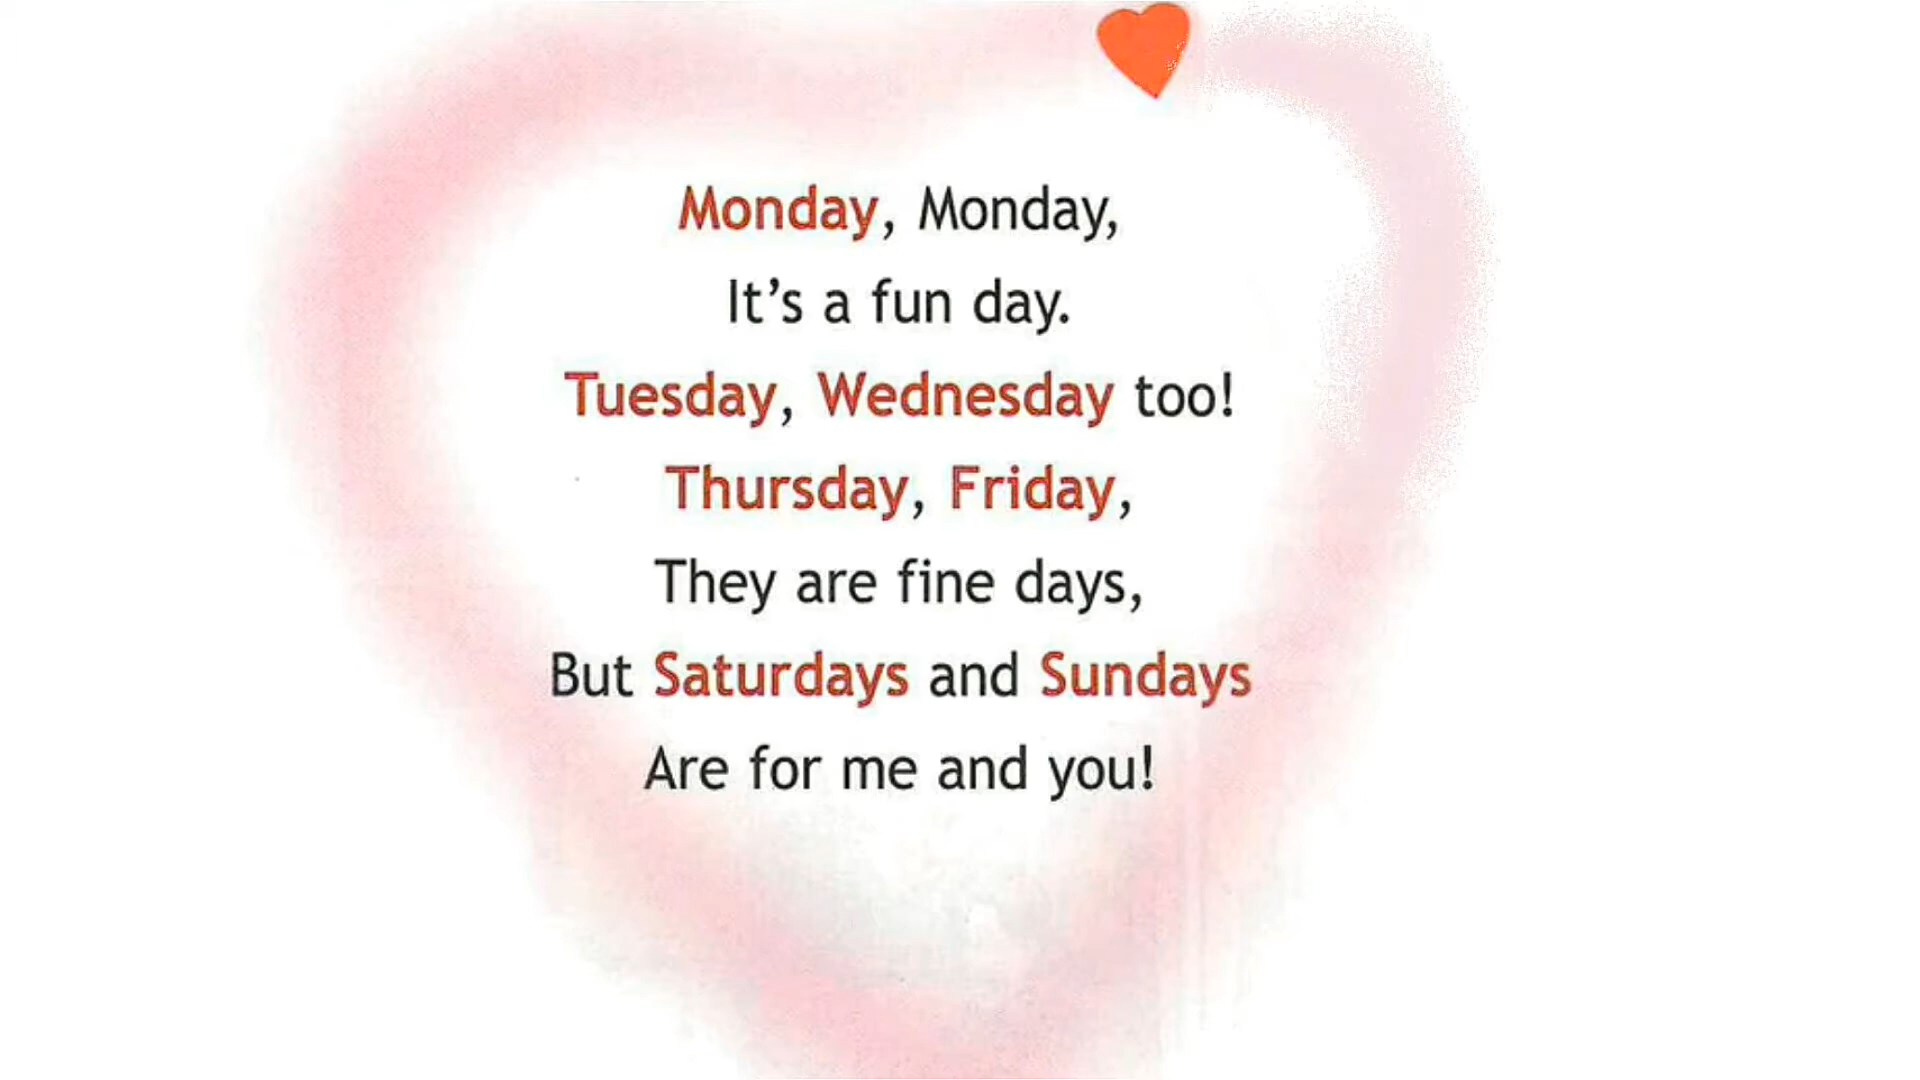 Monday, Monday,
It's a fun day.
Tuesday, Wednesday too!
Thursday, Friday,
They are fine days,
But Saturdays and Sundays
Are for me and you!